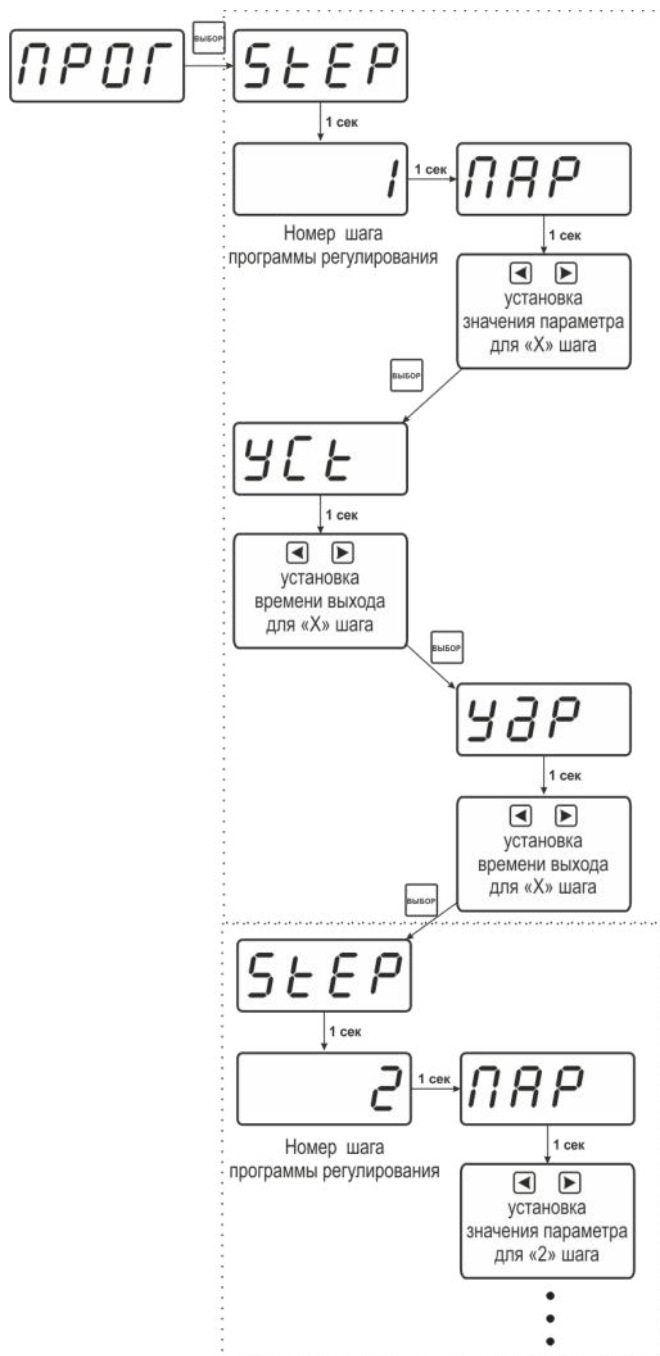 ПРОГ
ВЫБОР
StEP
1 сек
1
1 сек
ПАР
Номер шага
программы регулирования
1 сек
установка
значения параметра
для «X» шага
ВЫБОР
УСt
1 сек
установка
времени выхода
для «X» шага
ВЫБОР
УдР
1 сек
установка
времени выхода
для «X» шага
ВЫБОР
StEP
1 сек
2
1 сек
ПАР
Номер шага
программы регулирования
1 сек
установка
значения параметра
для «2» шага